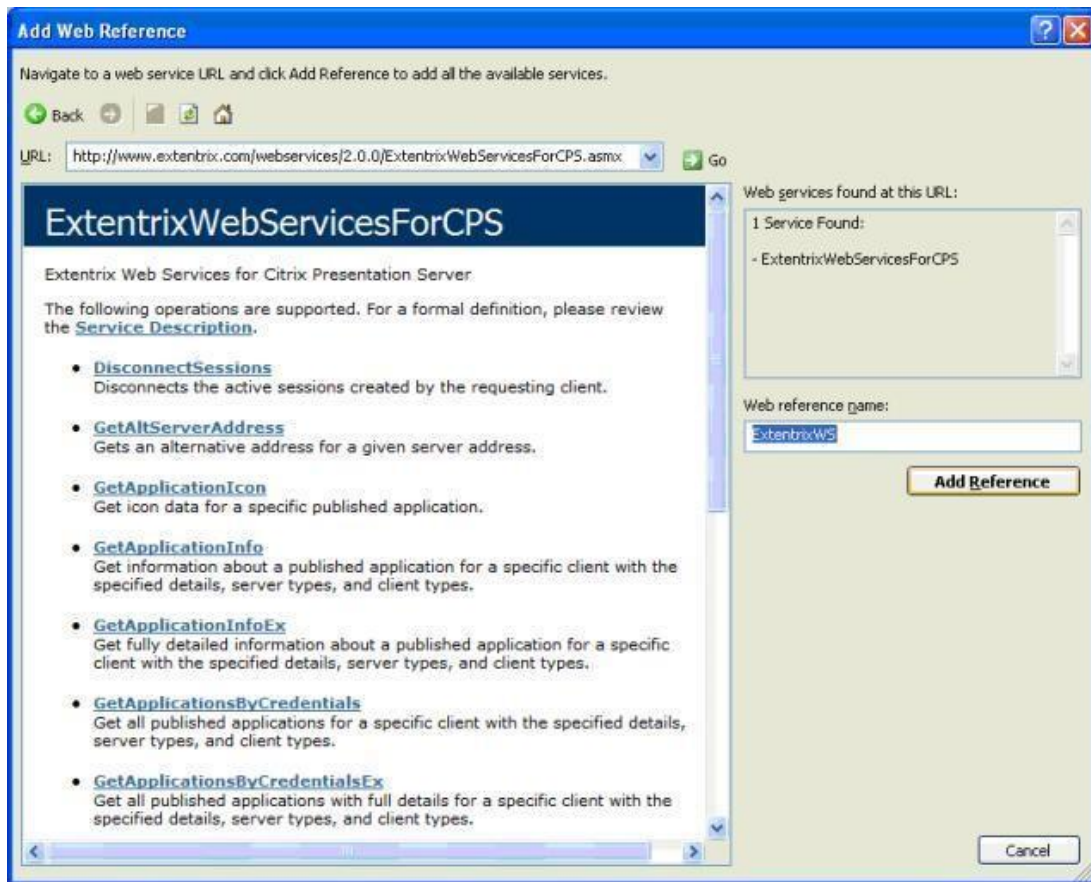 Add Web Reference
Navigate to a web service URL and click Add Reference to add all the available services.
Back
URL: http://www.extentrix.com/webservices/2.0.0/ExtentrixWebServicesForCPS.asmx Go
ExtentrixWebServicesForCPS
Extentrix Web Services for Citrix Presentation Server
The following operations are supported. For a formal definition, please review
the Service Description.
• DisconnectSessions
Disconnects the active sessions created by the requesting client.
• GetAltServerAddress
Gets an alternative address for a given server address.
• GetApplicationIcon
Get icon data for a specific published application.
• GetApplicationInfo
Get information about a published application for a specific client with the
specified details, server types, and client types.
• GetApplicationInfoEx
Get fully detailed information about a published application for a specific
client with the specified details, server types, and client types.
• GetApplicationsByCredentials
Get all published applications for a specific client with the specified details,
server types, and client types.
• GetApplicationsByCredentialsEx
Get all published applications with full details for a specific client with the
specified details, server types, and client types.
Web services found at this URL:
1 Service Found:
- ExtentrixWebServicesForCPS
Web reference name:
ExtentrixWS
Add Reference
Cancel